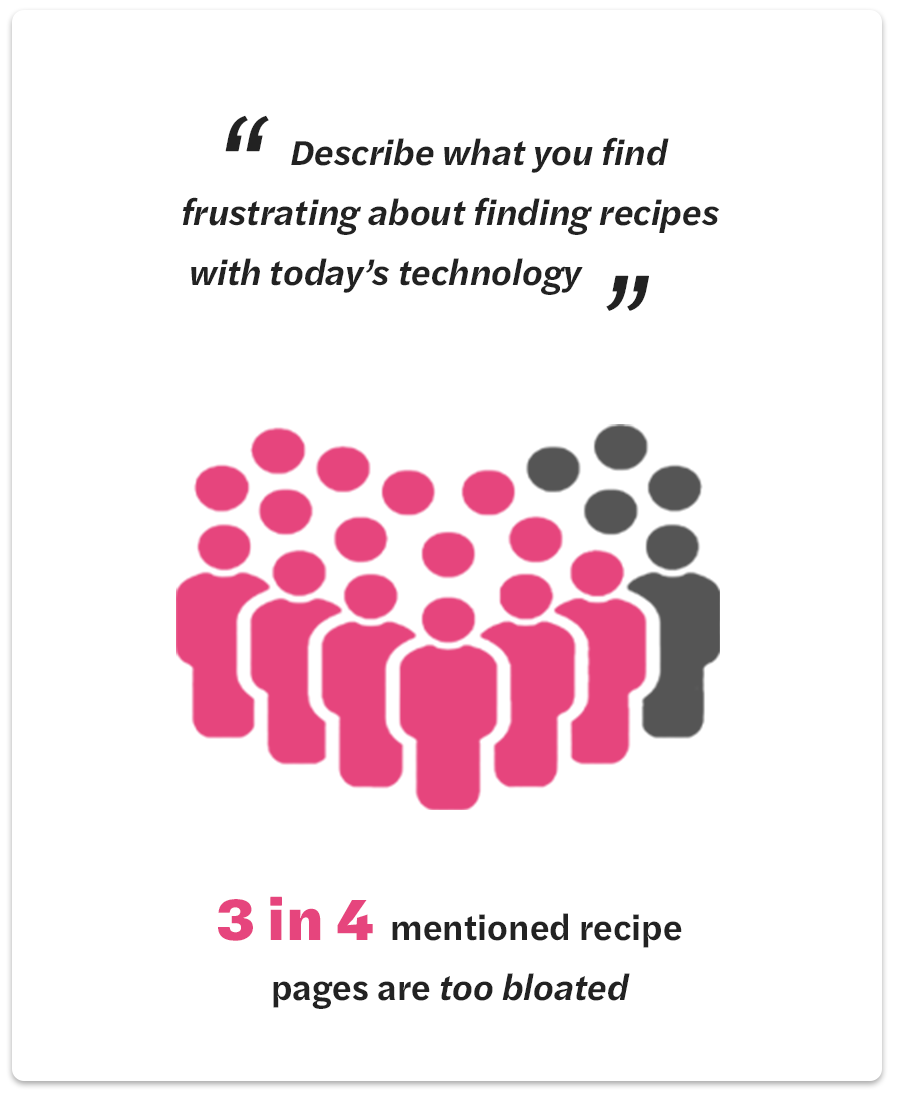 “ Describe what you find
frustrating about finding recipes
with today’s technology ”
3 in 4 mentioned recipe
pages are too bloated